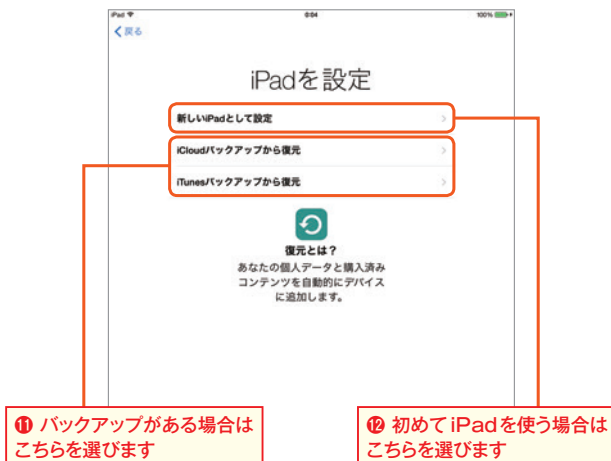 iPad 0:04 100%
戻る
iPadを設定
新しいiPadとして設定
iCloudバックアップから復元
iTunesバックアップから復元
復元とは？
あなたの個人データと購入済み
コンテンツを自動的にデバイス
に追加します。
⓫ バックアップがある場合は
こちらを選びます
⓬ 初めてiPadを使う場合は
こちらを選びます